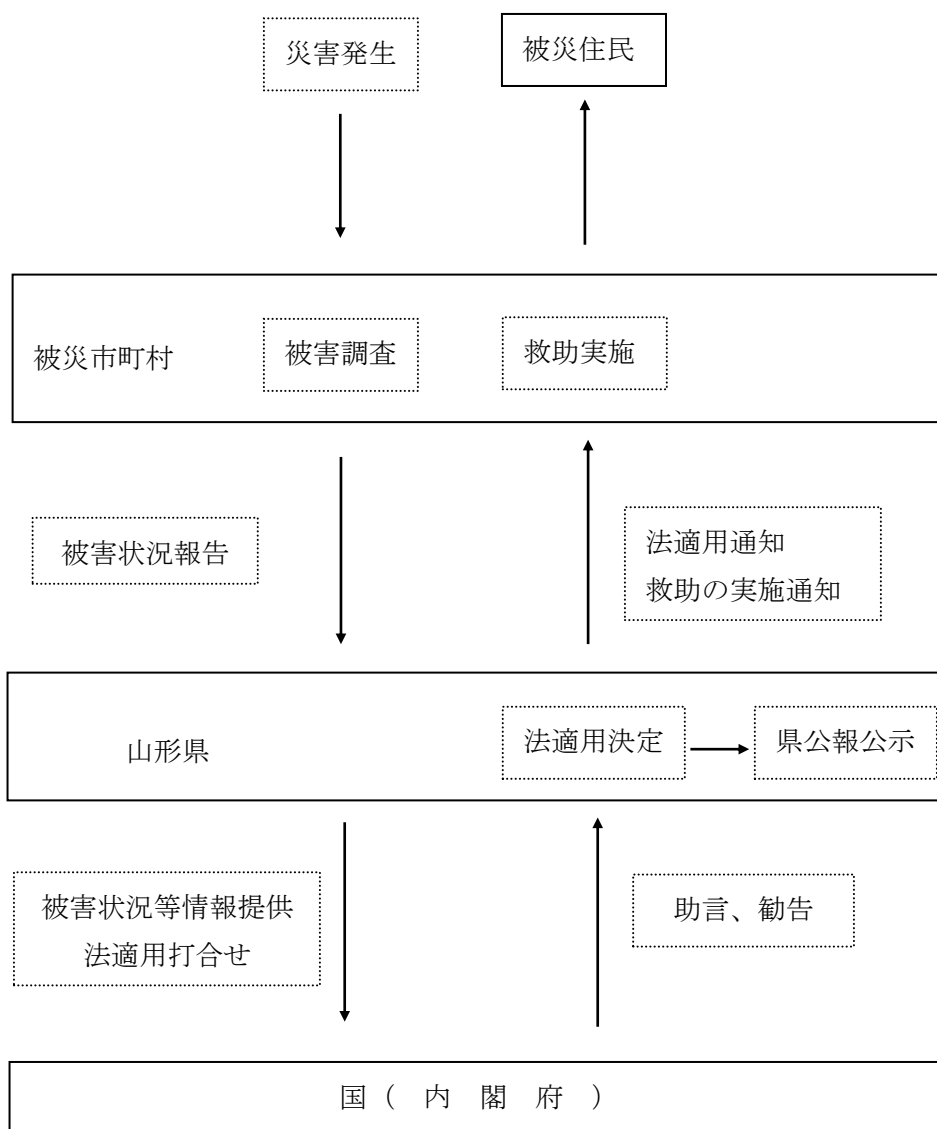 災害発生
被災住民
被災市町村
被害調査
救助実施
被害状況報告
法適用通知
救助の実施通知
山形県
法適用決定
県公報公示
被害状況等情報提供
法適用打合せ
助言、勧告
国（ 内 閣 府 ）